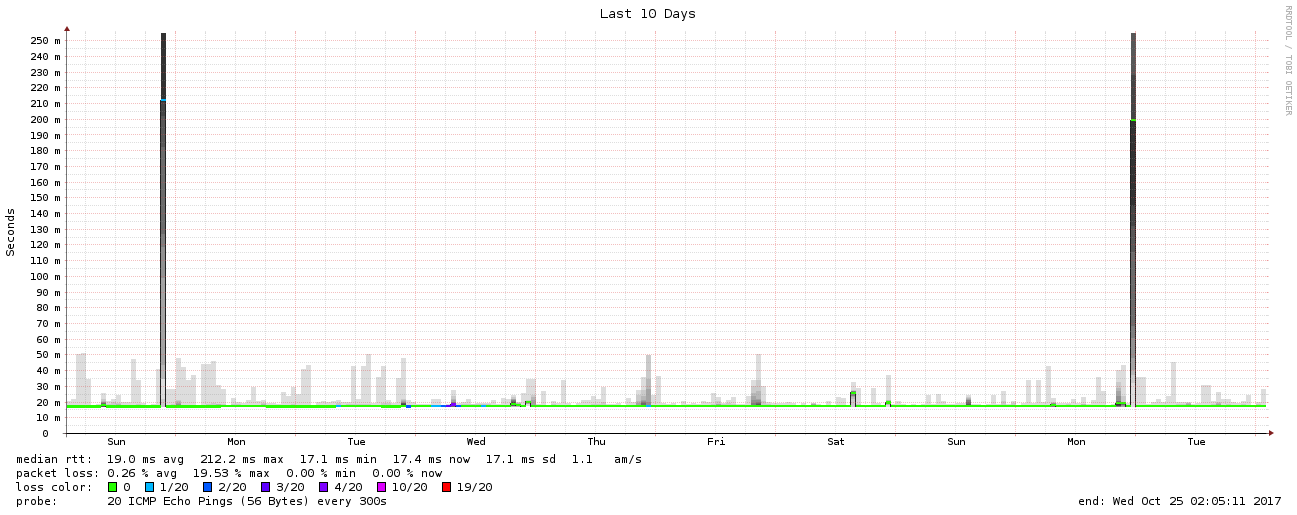 Last 10 Days
RRDTOOL / TOBI OETIKER
Seconds
250 m
240 m
230 m
220 m
210 m
200 m
190 m
180 m
170 m
160 m
150 m
140 m
130 m
120 m
110 m
100 m
90 m
80 m
70 m
60 m
50 m
40 m
30 m
20 m
10 m
0
Sun Mon Tue Wed Thu Fri Sat Sun Mon Tue
median rtt: 19.0 ms avg 212.2 ms max 17.1 ms min 17.4 ms now 17.1 ms sd 1.1 am/s
packet loss: 0.26 % avg 19.53 % max 0.00 % min 0.00 % now
loss color: 0 1/20 2/20 3/20 4/20 10/20 19/20
probe: 20 ICMP Echo Pings (56 Bytes) every 300s end: Wed Oct 25 02:05:11 2017